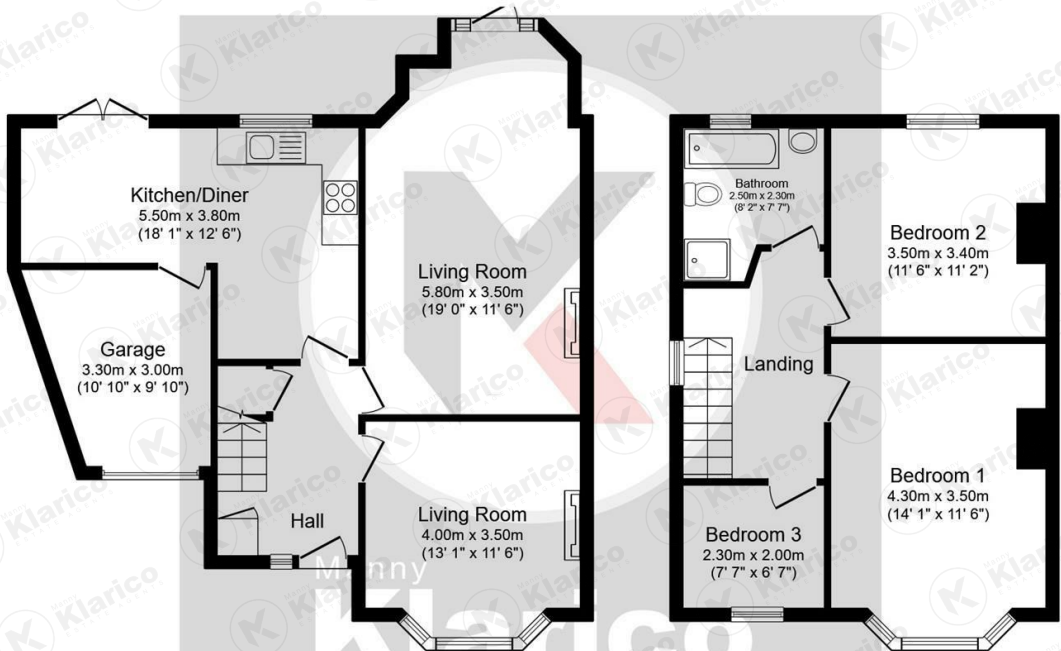 Kitchen/Diner
5.50m x 3.80m
(18' 1" x 12' 6")
Living Room
5.80m x 3.50m
(19' 0" x 11' 6")
Garage
3.30m x 3.00m
(10' 10" x 9' 10")
Hall
Living Room
4.00m x 3.50m
(13' 1" x 11' 6")
Bathroom
2.50m x 2.30m
(8' 2" x 7' 7")
Bedroom 2
3.50m x 3.40m
(11' 6" x 11' 2")
Landing
Bedroom 1
4.30m x 3.50m
(14' 1" x 11' 6")
Bedroom 3
2.30m x 2.00m
(7' 7" x 6' 7")
Manny
Klarico